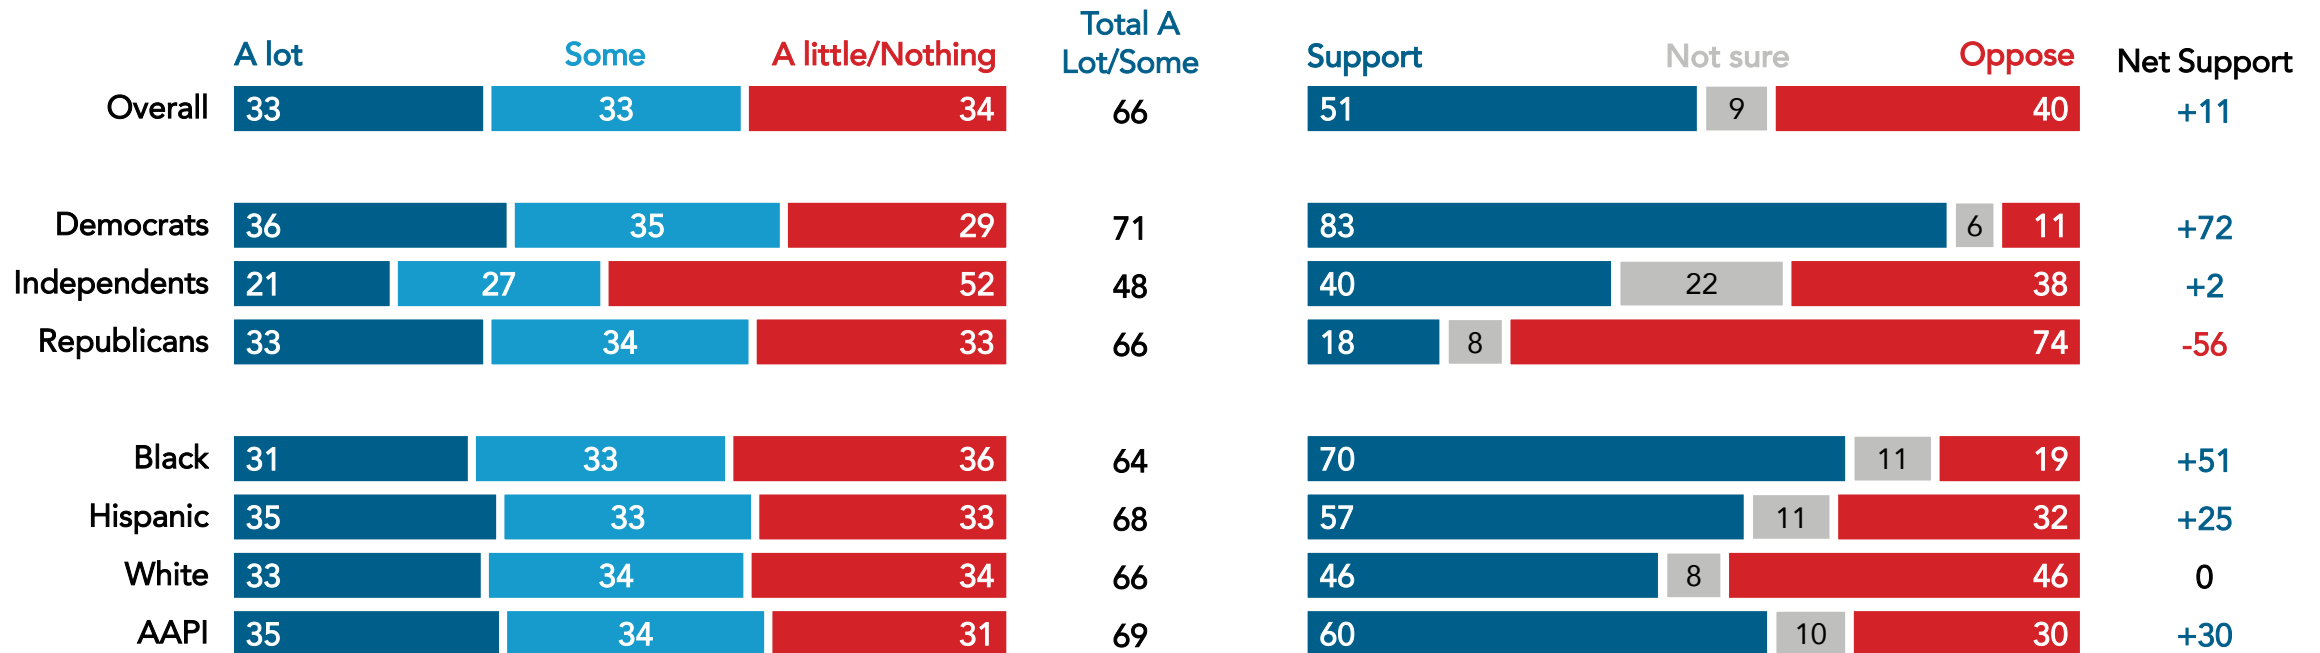 Total A
A lot Some A little/Nothing Lot/Some Support Not sure Oppose Net Support
Overall 33 33 34 66 51 9 40 +11
Democrats 36 35 29 71 83 6 11 +72
Independents 21 27 52 48 40 22 38 +2
Republicans 33 34 33 66 18 8 74 -56
Black 31 33 36 64 70 11 19 +51
Hispanic 35 33 33 68 57 11 32 +25
White 33 34 34 66 46 8 46 0
AAPI 35 34 31 69 60 10 30 +30